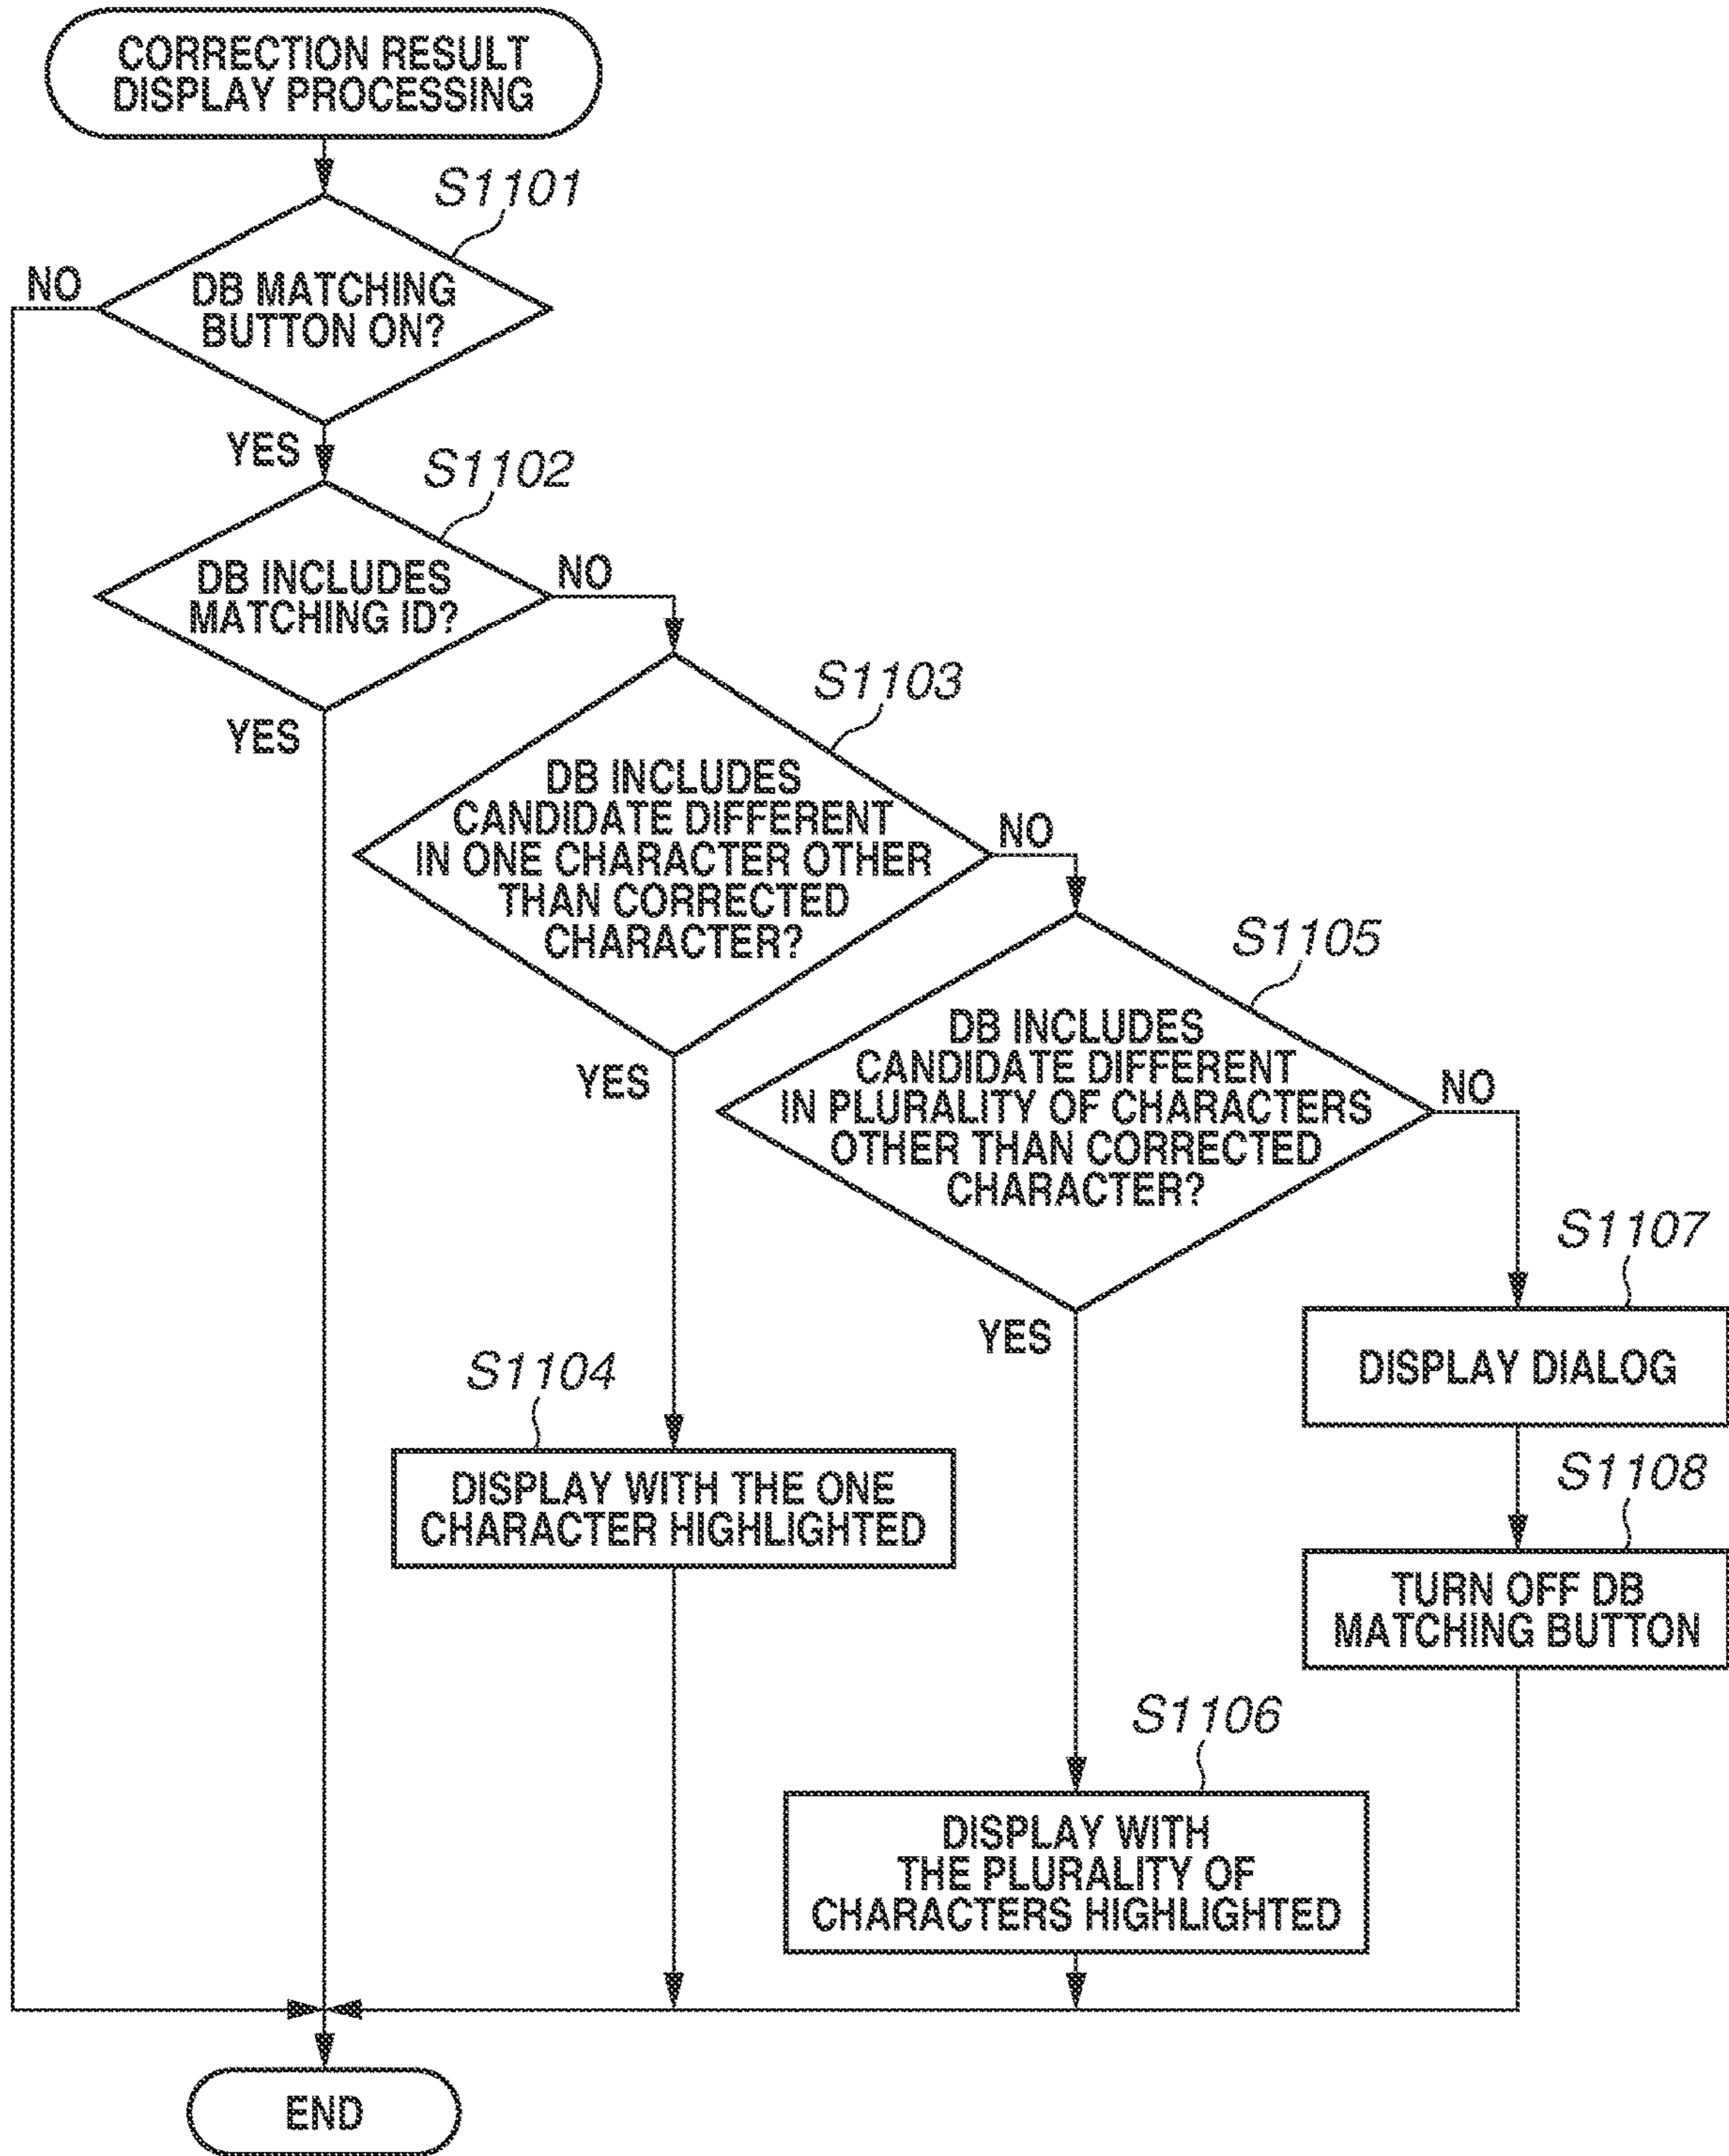 CORRECTION RESULT
DISPLAY PROCESSING
S1101
NO
DB MATCHING
BUTTON ON?
YES
S1102
DB INCLUDES
MATCHING ID?
NO
YES
S1103
DB INCLUDES
CANDIDATE DIFFERENT
IN ONE CHARACTER OTHER
THAN CORRECTED
CHARACTER?
NO
YES
S1105
DB INCLUDES
CANDIDATE DIFFERENT
IN PLURALITY OF CHARACTERS
OTHER THAN CORRECTED
CHARACTER?
NO
YES
S1107
DISPLAY DIALOG
S1104
DISPLAY WITH THE ONE
CHARACTER HIGHLIGHTED
S1108
TURN OFF DB
MATCHING BUTTON
S1106
DISPLAY WITH
THE PLURALITY OF
CHARACTERS HIGHLIGHTED
END